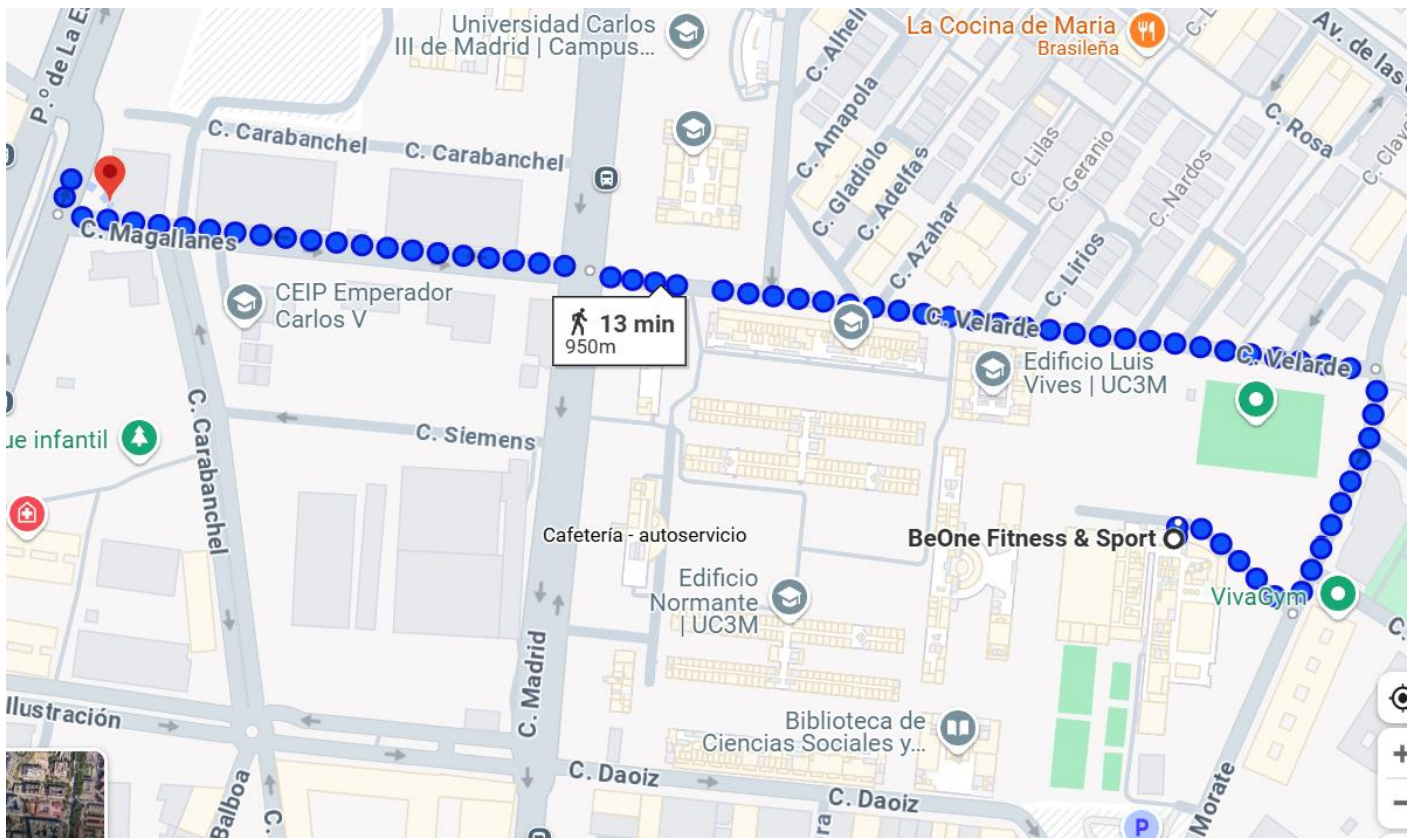 Universidad Carlos
III de Madrid | Campus...
La Cocina de Maria
Brasileña
Av. de las
P.º de La Es
C. Alhelí
C. Amapola
C. Rosa
C. Carabanchel
C. Carabanchel
C. Gladiolo
C. Adelfas
C. Lilas
C. Geranio
C. Nardos
C. Magallanes
C. Azahar
C. Lirios
CEIP Emperador
Carlos V
13 min
950m
C. Velarde
C. Velarde
Edificio Luis
Vives | UC3M
ue infantil
C. Carabanchel
C. Siemens
Cafetería - autoservicio
BeOne Fitness & Sport
Edificio
Normante
| UC3M
VivaGym
C.
C. Madrid
Ilustración
Biblioteca de
Ciencias Sociales y...
C. Daoiz
C. Daoiz
Balboa
C.
ra
P
Morate
+
−